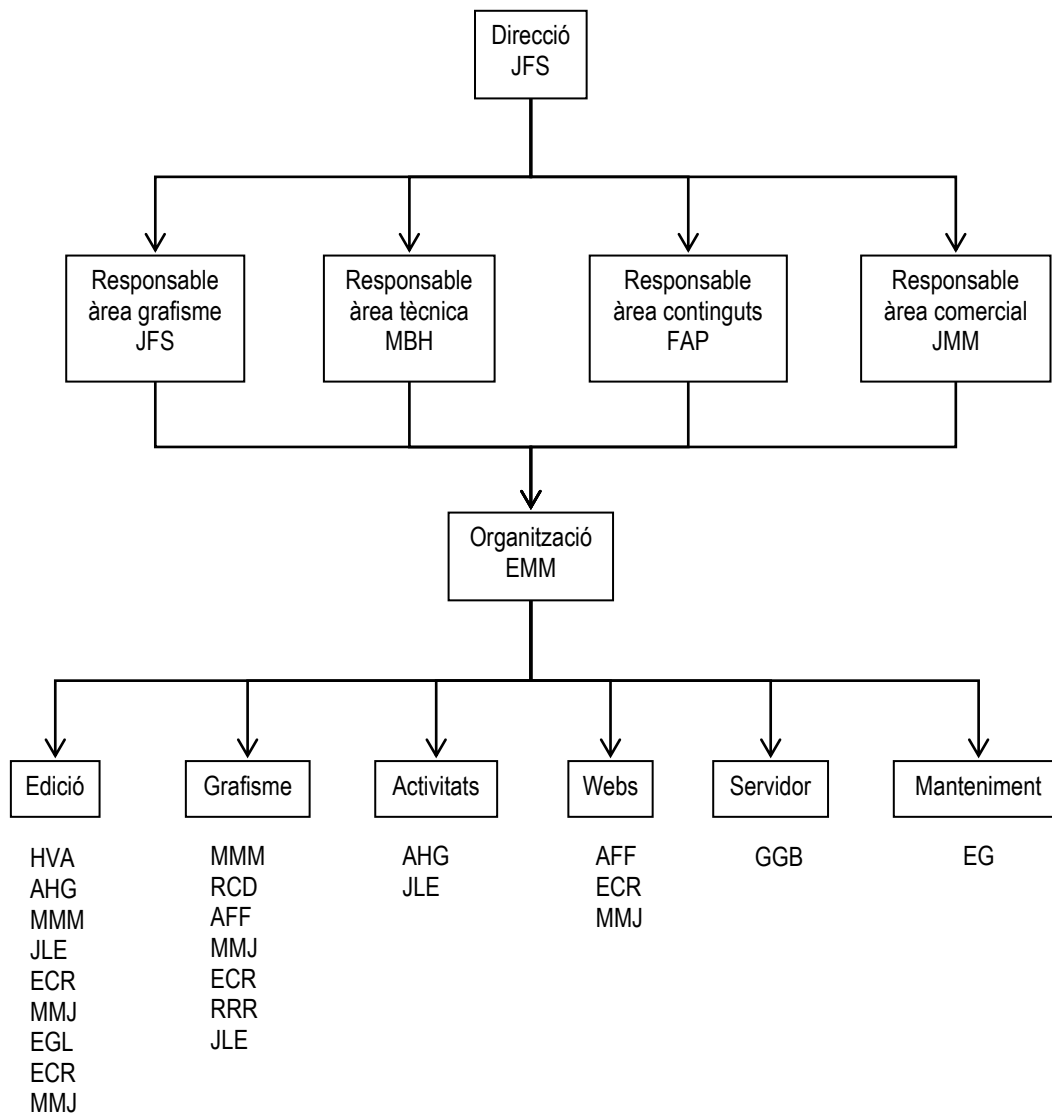 Direcció
JFS
Responsable
àrea grafisme
JFS
Responsable
àrea tècnica
MBH
Responsable
àrea continguts
FAP
Responsable
àrea comercial
JMM
Organització
EMM
Edició
Grafisme
Activitats
Webs
Servidor
Manteniment
HVA
AHG
MMM
JLE
ECR
MMJ
EGL
ECR
MMJ
MMM
RCD
AFF
MMJ
ECR
RRR
JLE
AHG
JLE
AFF
ECR
MMJ
GGB
EG